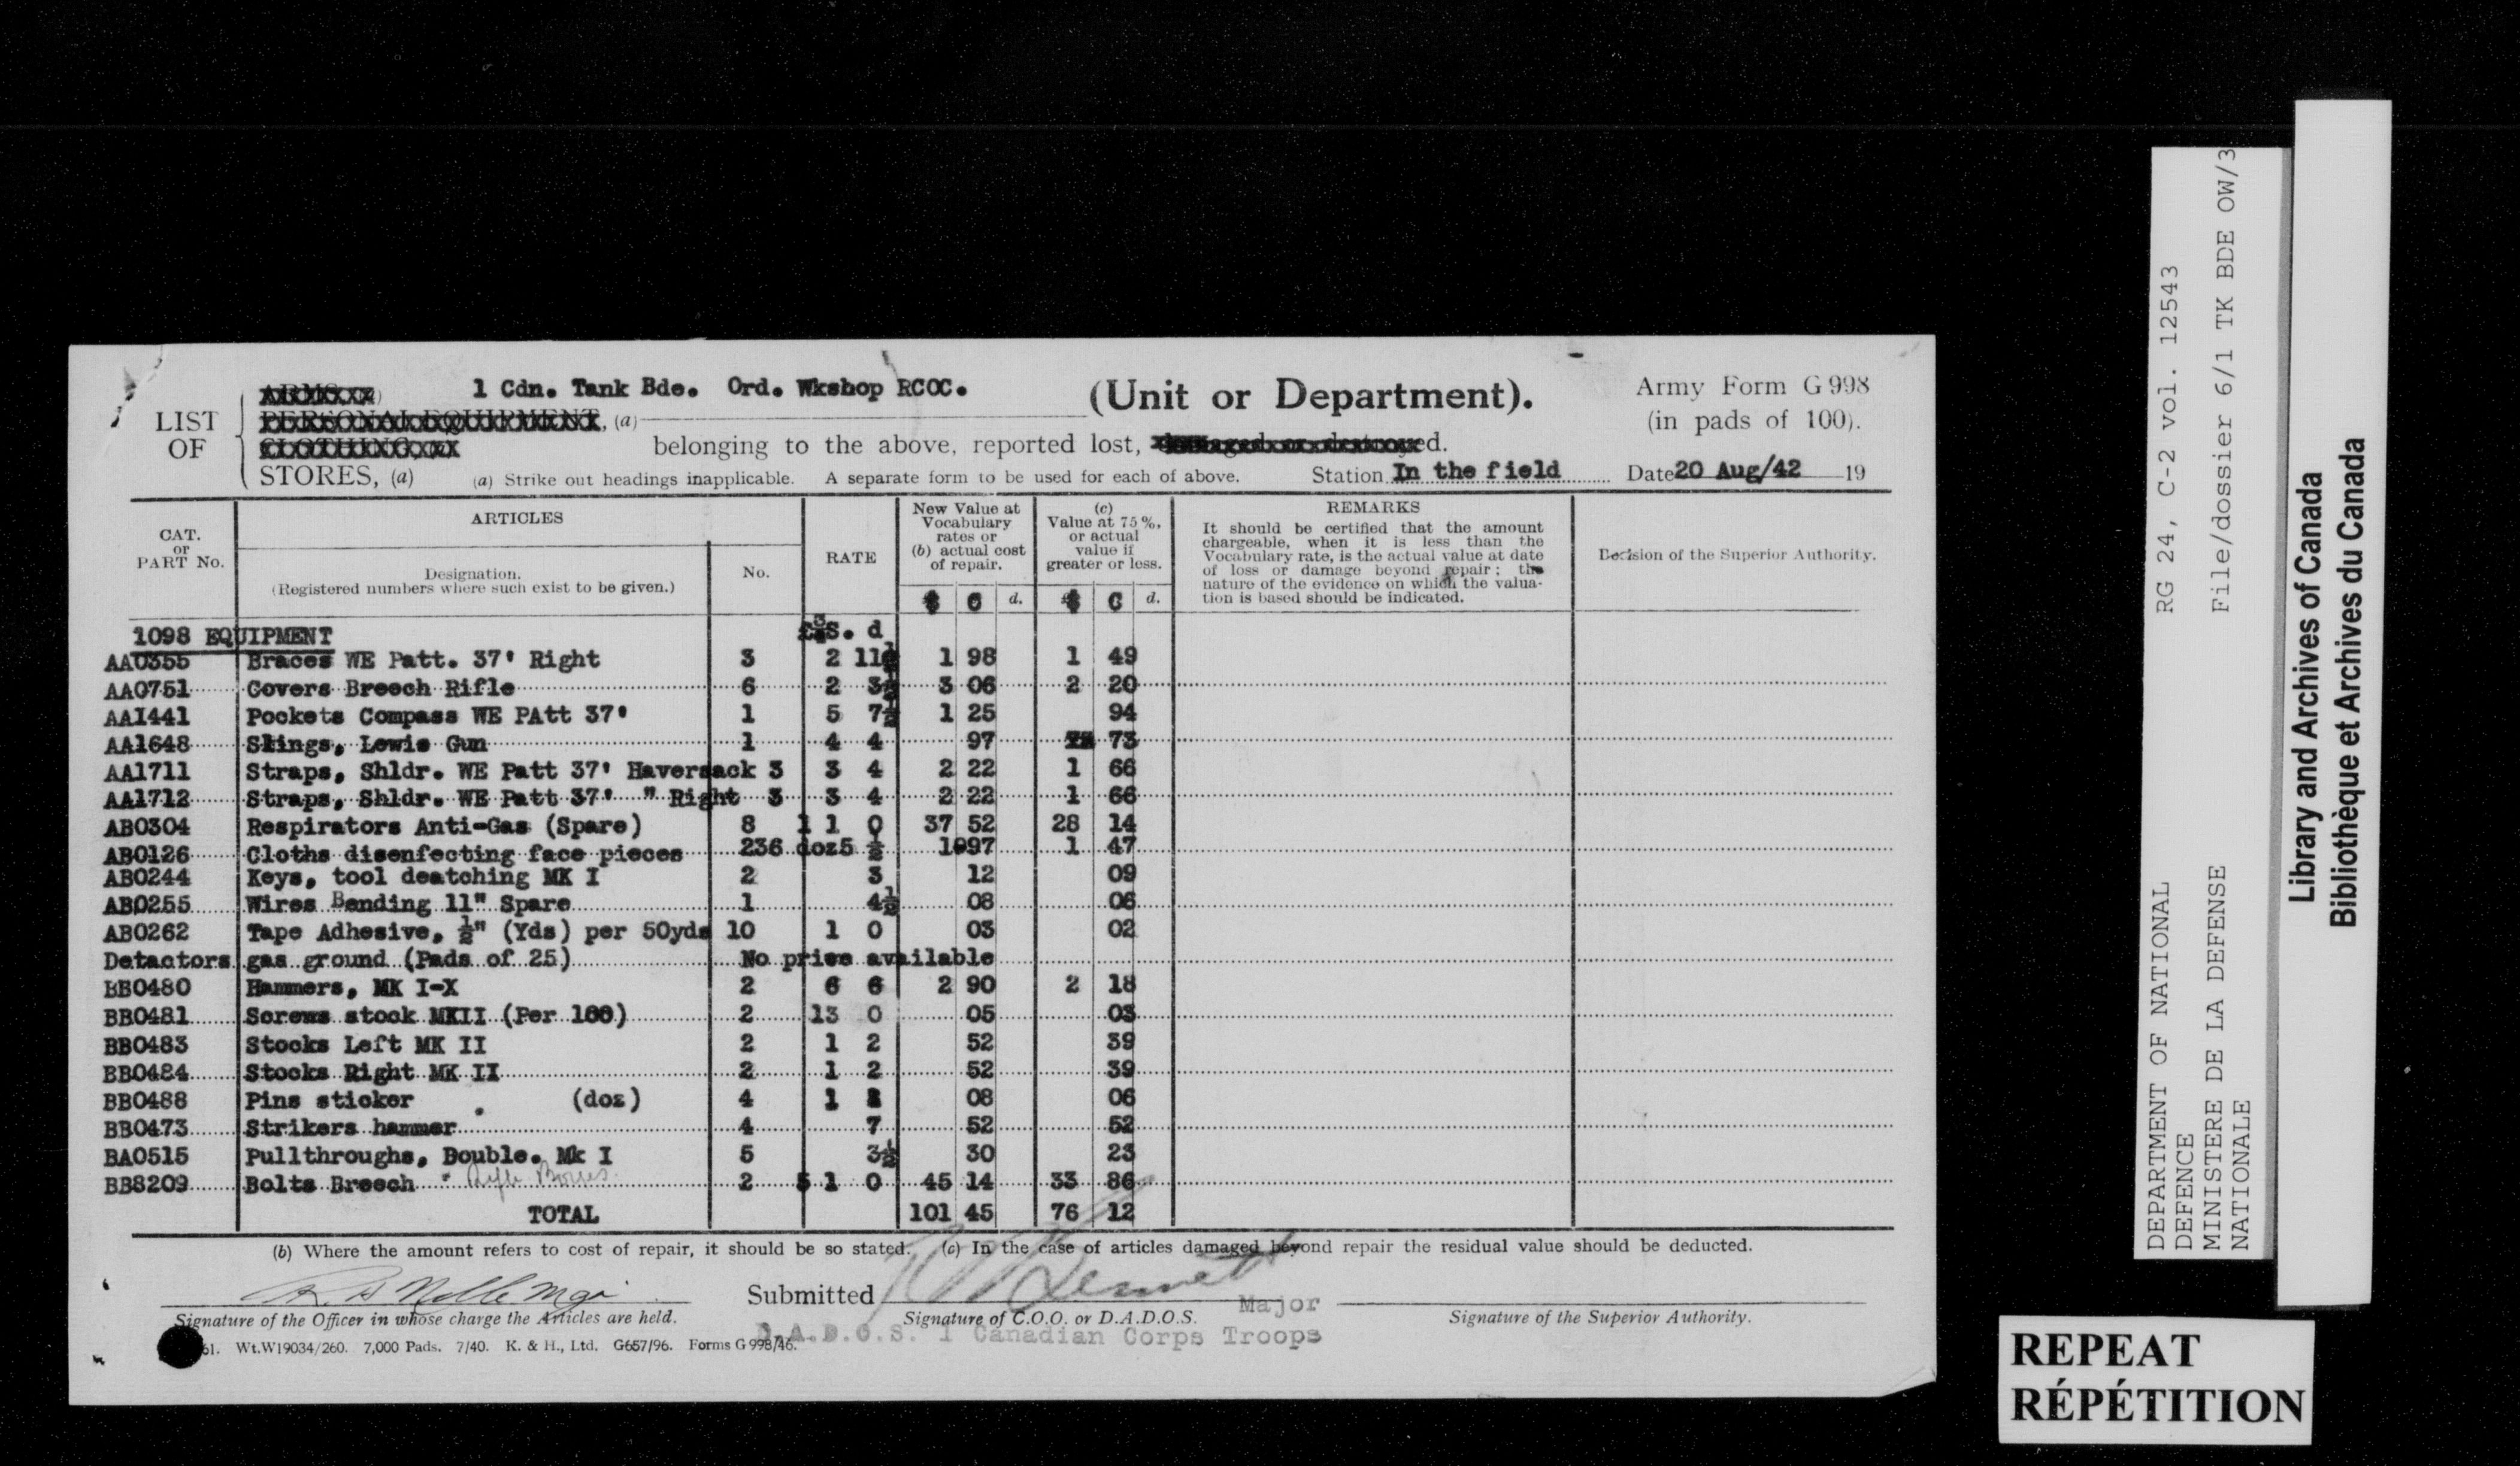 1 Cdn. Tank Bde. Ord. Wkshop RCOC. (Unit or Department). Army Form G 998
(in pads of 100).
LIST OF
ARMS
PERSONAL EQUIPMENT, (a)
CLOTHING
STORES, (a)
belonging to the above, reported lost, damaged or destroyed.
(a) Strike out headings inapplicable. A separate form to be used for each of above. Station In the field Date 20 Aug/42 19
CAT. or PART No.
ARTICLES
Designation.
(Registered numbers where such exist to be given.)
No.
RATE
New Value at Vocabulary rates or (b) actual cost of repair.
$ C d.
(c) Value at 75%, or actual value if greater or less.
$ C d.
REMARKS
It should be certified that the amount
chargeable, when it is less than the
Vocabulary rate, is the actual value at date
of loss or damage beyond repair; the
nature of the evidence on which the valua-
tion is based should be indicated.
Decision of the Superior Authority.
1098 EQUIPMENT £ S. d
AA0355 Braces WE Patt. 37' Right 3 2 11 1 98 1 49
AA0751 Covers Breech Rifle 6 2 3½ 3 06 2 20
AA1441 Pockets Compass WE PAtt 37' 1 5 7½ 1 25 94
AA1648 Slings, Lewis Gun 1 4 4 97 73
AA1711 Straps, Shldr. WE Patt 37' Haversack 3 3 4 2 22 1 66
AA1712 Straps, Shldr. WE Patt 37' " Right 3 3 4 2 22 1 66
AB0304 Respirators Anti-Gas (Spare) 8 1 1 0 37 52 28 14
AB0126 Cloths disenfecting face pieces 236 doz5 ½ 1 97 1 47
AB0244 Keys, tool deatching MK I 2 3 12 09
AB0255 Wires Bending 11" Spare 1 4½ 08 06
AB0262 Tape Adhesive, ½" (Yds) per 50yds 10 1 0 03 02
Detactors gas ground (Pads of 25) No price available
BB0480 Hammers, MK I-X 2 6 6 2 90 2 18
BB0481 Screws stock MKII (Per 100) 2 13 0 05 03
BB0483 Stocks Left MK II 2 1 2 52 39
BB0484 Stocks Right MK II 2 1 2 52 39
BB0488 Pins sticker (doz) 4 1 08 06
BB0473 Strikers hammer 4 7 52 52
BA0515 Pullthroughs, Double. Mk I 5 3½ 30 23
BB8209 Bolts Breech 2 5 1 0 45 14 33 86
TOTAL 101 45 76 12
(b) Where the amount refers to cost of repair, it should be so stated. (c) In the case of articles damaged beyond repair the residual value should be deducted.
Submitted
Major
Signature of the Officer in whose charge the Articles are held.
Signature of C.O.O. or D.A.D.O.S.
Signature of the Superior Authority.
D.A.D.O.S. 1 Canadian Corps Troops
61. Wt.W19034/260. 7,000 Pads. 7/40. K. & H., Ltd. G657/96. Forms G 998/46.
RG 24, C-2 vol. 12543
File/dossier 6/1 TK BDE OW/3
DEPARTMENT OF NATIONAL
DEFENCE
MINISTERE DE LA DEFENSE
NATIONALE
Library and Archives of Canada
Bibliothèque et Archives du Canada
REPEAT
RÉPÉTITION